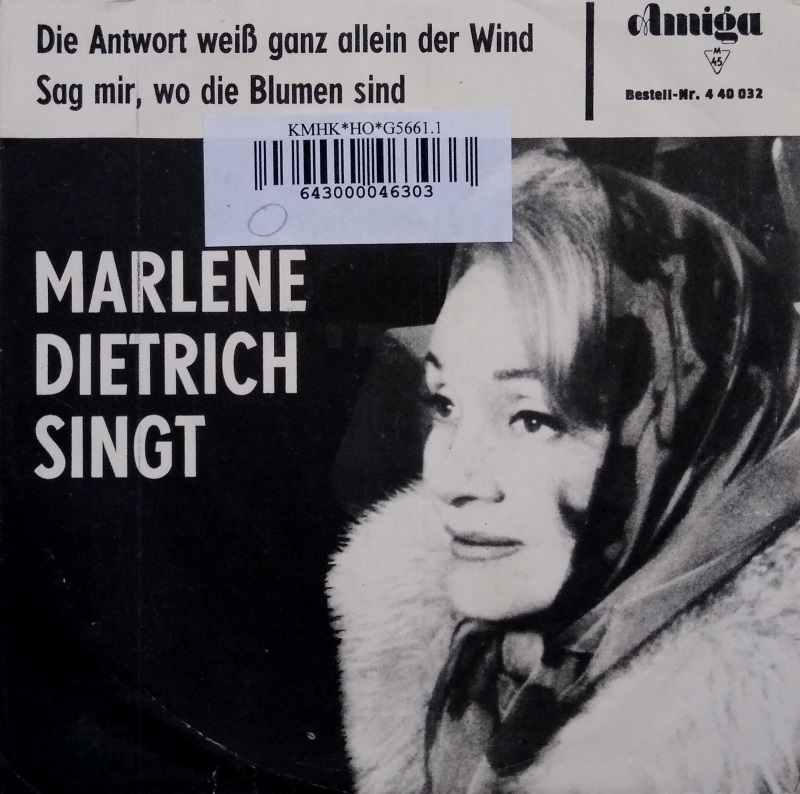 Die Antwort weiß ganz allein der Wind
Sag mir, wo die Blumen sind
Amiga
M
45
Bestell-Nr. 4 40 032
KMHK*HO*G5661.1
643000046303
MARLENE
DIETRICH
SINGT